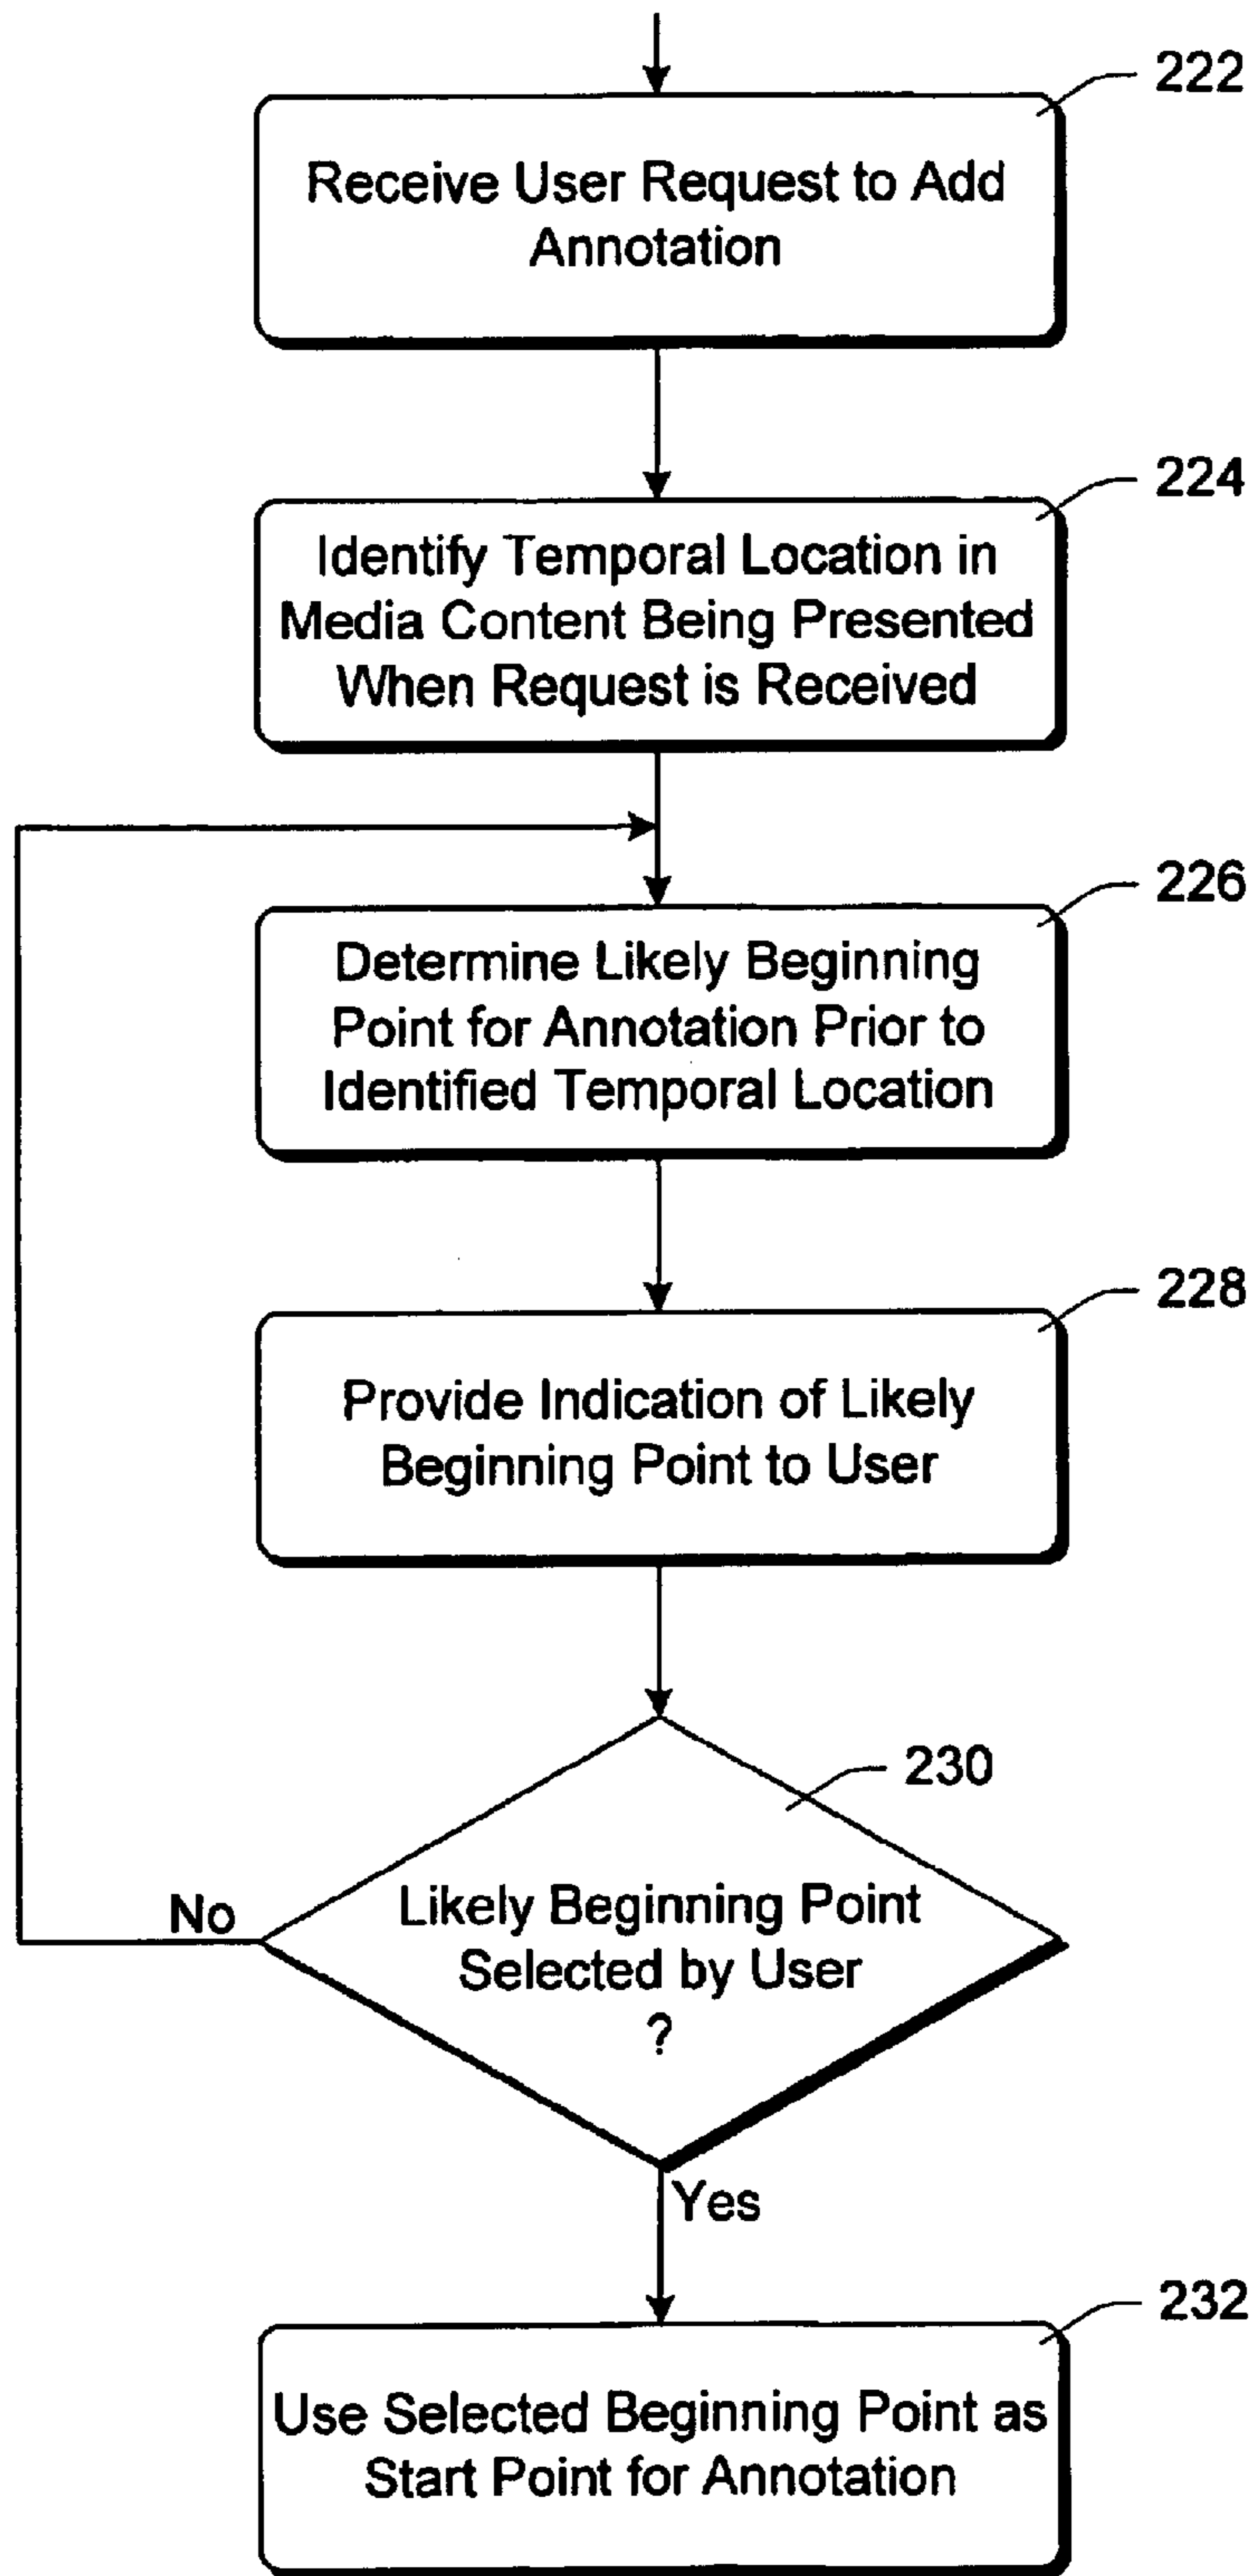 222
Receive User Request to Add
Annotation
224
Identify Temporal Location in
Media Content Being Presented
When Request is Received
226
Determine Likely Beginning
Point for Annotation Prior to
Identified Temporal Location
228
Provide Indication of Likely
Beginning Point to User
230
Likely Beginning Point
Selected by User
?
No
Yes
232
Use Selected Beginning Point as
Start Point for Annotation